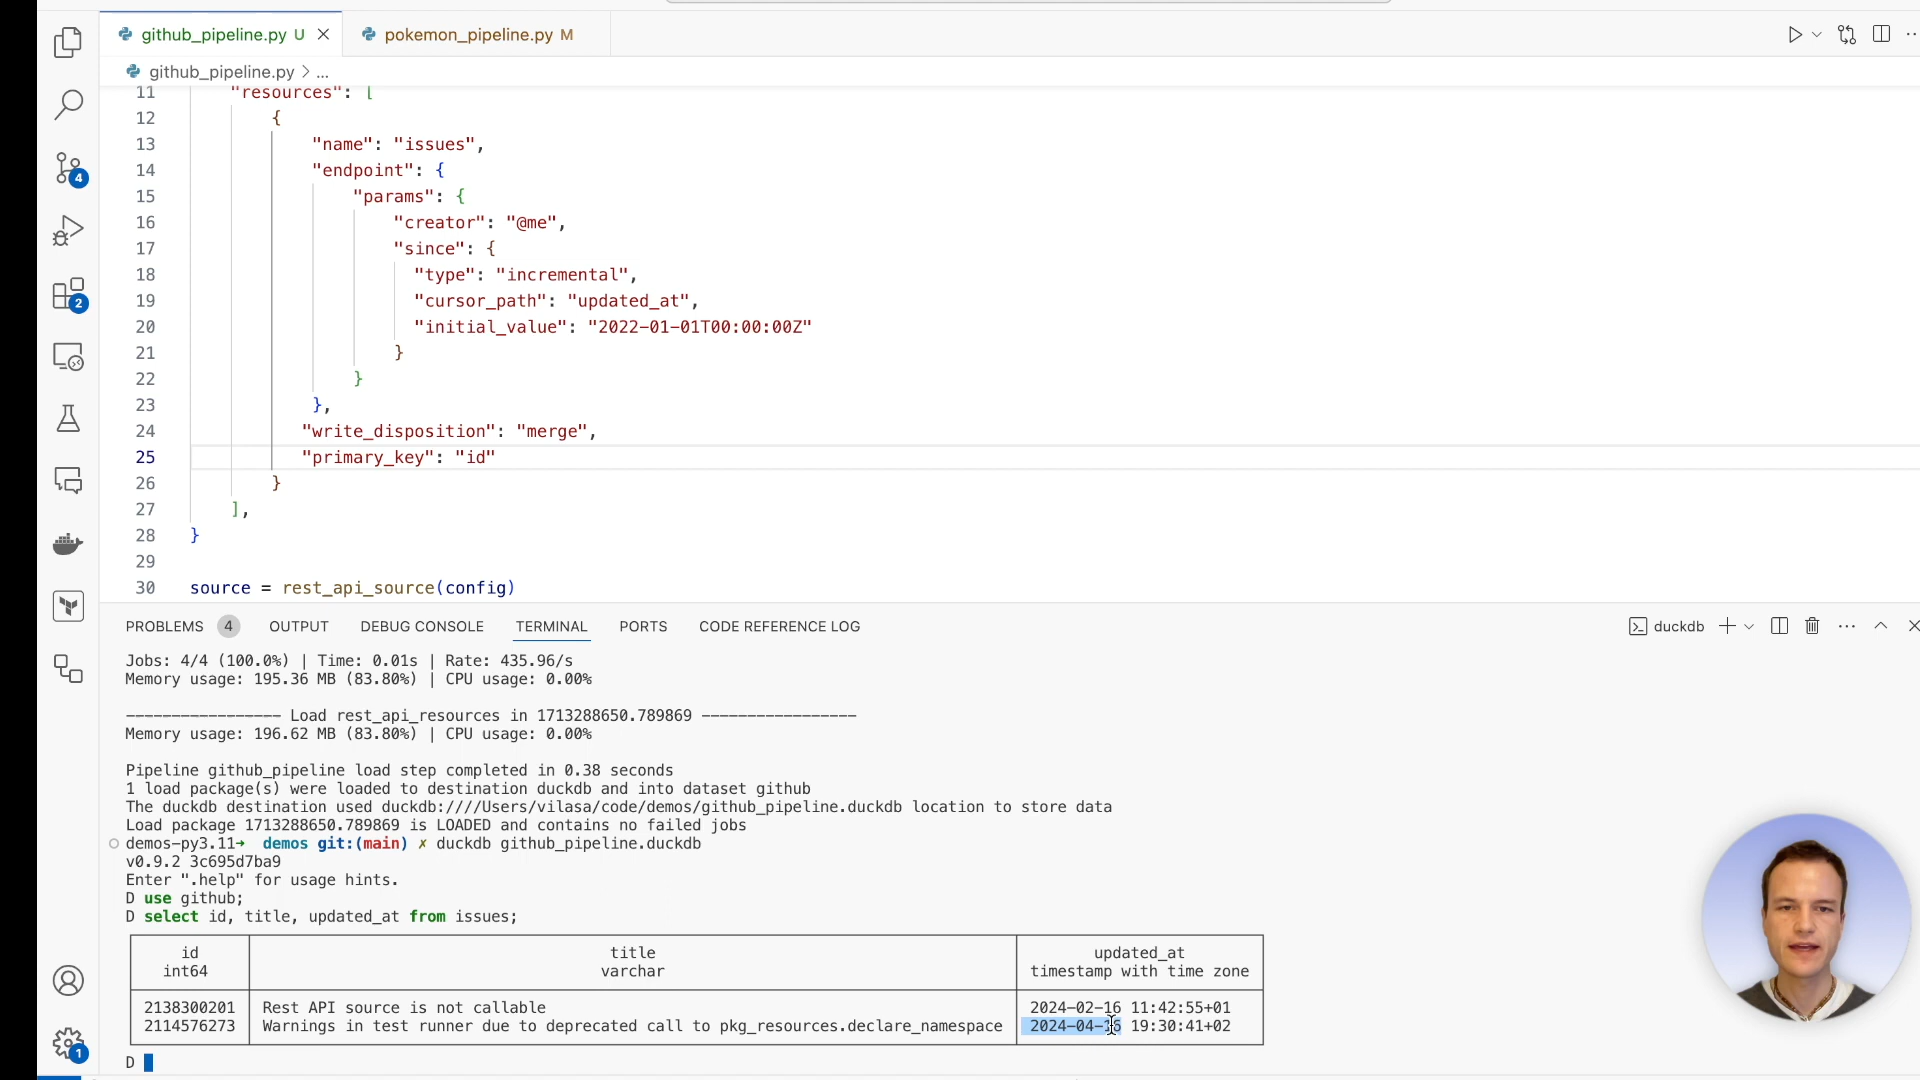 github_pipeline.py U
pokemon_pipeline.py M
github_pipeline.py > ...
11 "resources": [
12 {
13 "name": "issues",
14 "endpoint": {
15 "params": {
16 "creator": "@me",
17 "since": {
18 "type": "incremental",
19 "cursor_path": "updated_at",
20 "initial_value": "2022-01-01T00:00:00Z"
21 }
22 }
23 },
24 "write_disposition": "merge",
25 "primary_key": "id"
26 }
27 ],
28 }
29
30 source = rest_api_source(config)
4
2
1
PROBLEMS 4 OUTPUT DEBUG CONSOLE TERMINAL PORTS CODE REFERENCE LOG duckdb
Jobs: 4/4 (100.0%) | Time: 0.01s | Rate: 435.96/s
Memory usage: 195.36 MB (83.80%) | CPU usage: 0.00%
----------------- Load rest_api_resources in 1713288650.789869 -----------------
Memory usage: 196.62 MB (83.80%) | CPU usage: 0.00%
Pipeline github_pipeline load step completed in 0.38 seconds
1 load package(s) were loaded to destination duckdb and into dataset github
The duckdb destination used duckdb:////Users/vilasa/code/demos/github_pipeline.duckdb location to store data
Load package 1713288650.789869 is LOADED and contains no failed jobs
demos-py3.11➜ demos git:(main) ✗ duckdb github_pipeline.duckdb
v0.9.2 3c695d7ba9
Enter ".help" for usage hints.
D use github;
D select id, title, updated_at from issues;
id title updated_at
int64 varchar timestamp with time zone
2138300201 Rest API source is not callable 2024-02-16 11:42:55+01
2114576273 Warnings in test runner due to deprecated call to pkg_resources.declare_namespace 2024-04-16 19:30:41+02
D